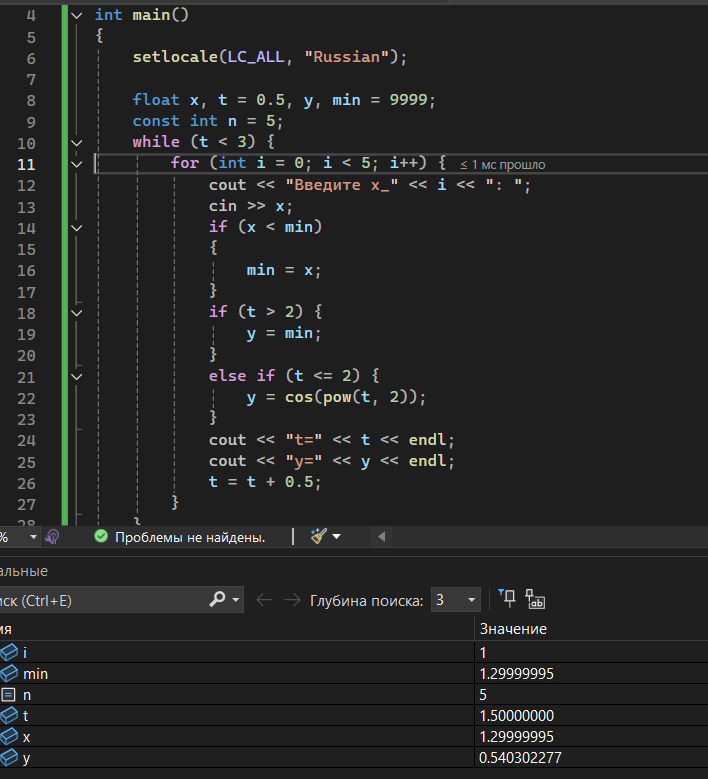 4 int main()
5 {
6 setlocale(LC_ALL, "Russian");
7
8 float x, t = 0.5, y, min = 9999;
9 const int n = 5;
10 while (t < 3) {
11 for (int i = 0; i < 5; i++) { ≤ 1 мс прошло
12 cout << "Введите x_" << i << ": ";
13 cin >> x;
14 if (x < min)
15 {
16 min = x;
17 }
18 if (t > 2) {
19 y = min;
20 }
21 else if (t <= 2) {
22 y = cos(pow(t, 2));
23 }
24 cout << "t=" << t << endl;
25 cout << "y=" << y << endl;
26 t = t + 0.5;
27 }
28 }
% Проблемы не найдены.
альные
иск (Ctrl+E) Глубина поиска: 3
мя Значение
i 1
min 1.29999995
n 5
t 1.50000000
x 1.29999995
y 0.540302277